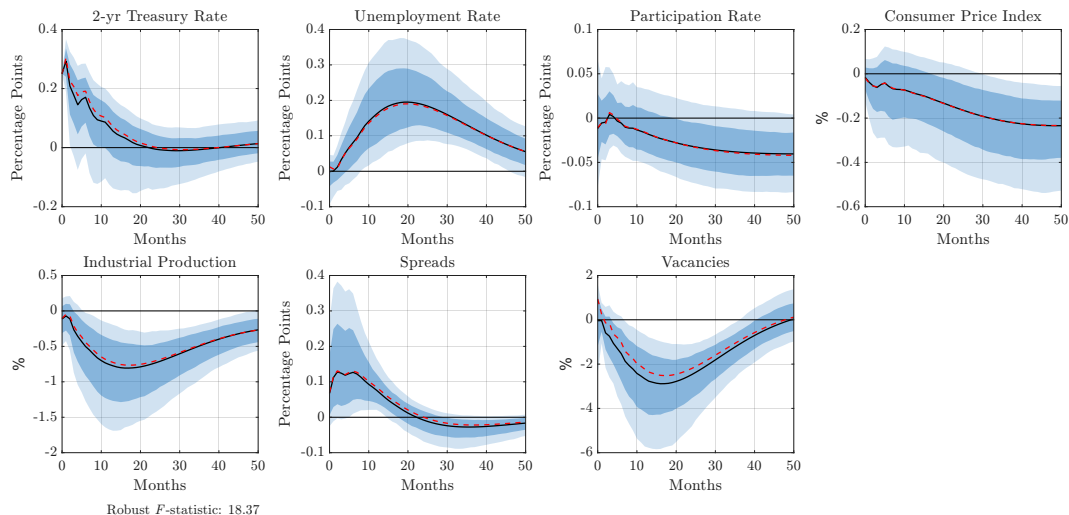 2-yr Treasury Rate
Percentage Points
0.4
0.2
0
-0.2
0 10 20 30 40 50
Months
Unemployment Rate
Percentage Points
0.4
0.3
0.2
0.1
0
-0.1
0 10 20 30 40 50
Months
Participation Rate
Percentage Points
0.1
0.05
0
-0.05
-0.1
0 10 20 30 40 50
Months
Consumer Price Index
%
0.2
0
-0.2
-0.4
-0.6
0 10 20 30 40 50
Months
Industrial Production
%
0.5
0
-0.5
-1
-1.5
-2
0 10 20 30 40 50
Months
Spreads
Percentage Points
0.4
0.3
0.2
0.1
0
-0.1
0 10 20 30 40 50
Months
Vacancies
%
2
0
-2
-4
-6
0 10 20 30 40 50
Months
Robust F-statistic: 18.37